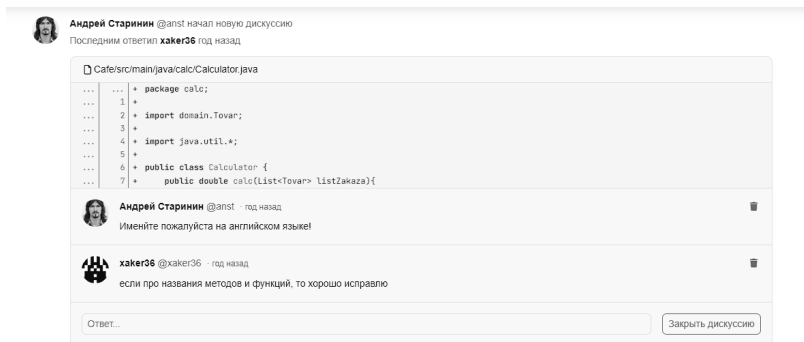 Андрей Старинин @anst начал новую дискуссию
Последним ответил xaker36 год назад
Cafe/src/main/java/calc/Calculator.java
... ... + package calc;
... 1 +
... 2 + import domain.Tovar;
... 3 +
... 4 + import java.util.*;
... 5 +
... 6 + public class Calculator {
... 7 + public double calc(List<Tovar> listZakaza){
Андрей Старинин @anst · год назад
Именйте пожалуйста на английском языке!
xaker36 @xaker36 · год назад
если про названия методов и функций, то хорошо исправлю
Ответ... Закрыть дискуссию